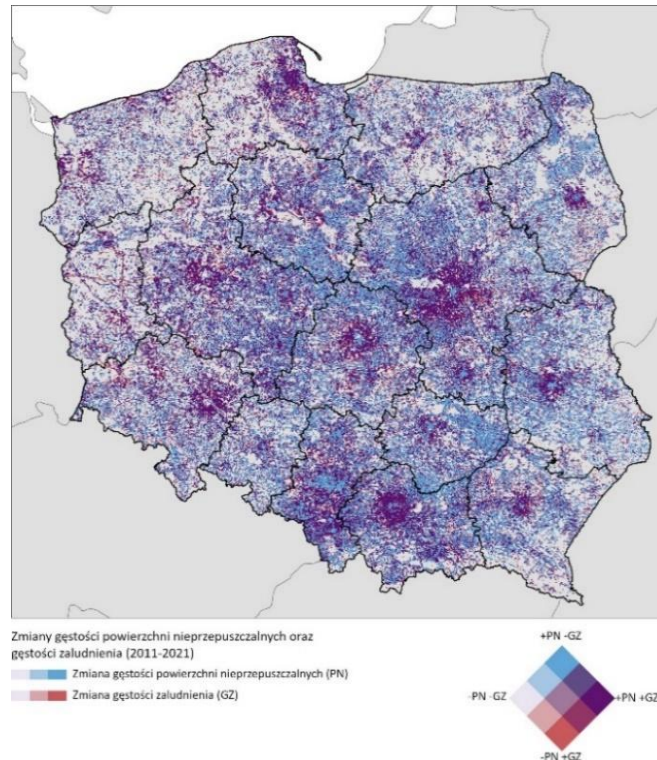 Zmiany gęstości powierzchni nieprzepuszczalnych oraz
gęstości zaludnienia (2011-2021)
Zmiana gęstości powierzchni nieprzepuszczalnych (PN)
Zmiana gęstości zaludnienia (GZ)
+PN -GZ
-PN -GZ
+PN +GZ
-PN +GZ